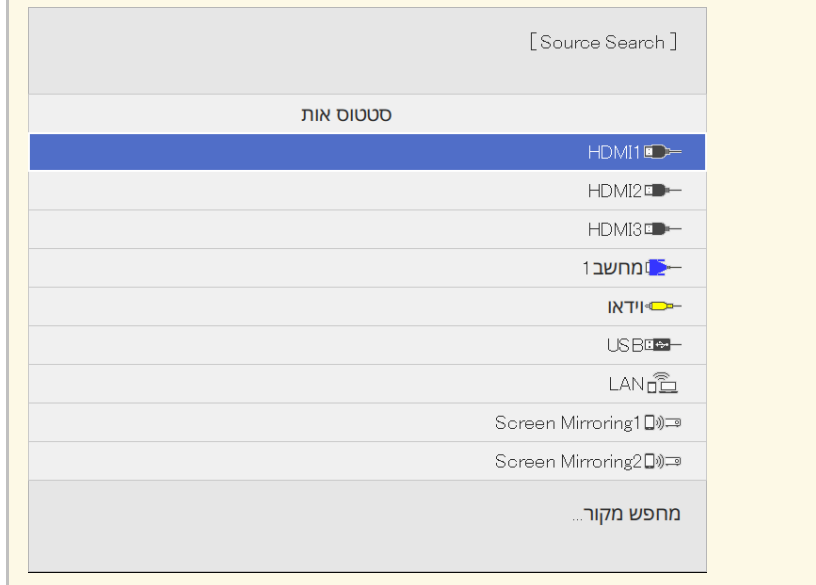 [Source Search]
סטטוס אות
HDMI1
HDMI2
HDMI3
מחשב1
וידאו
USB
LAN
Screen Mirroring1
Screen Mirroring2
מחפש מקור...